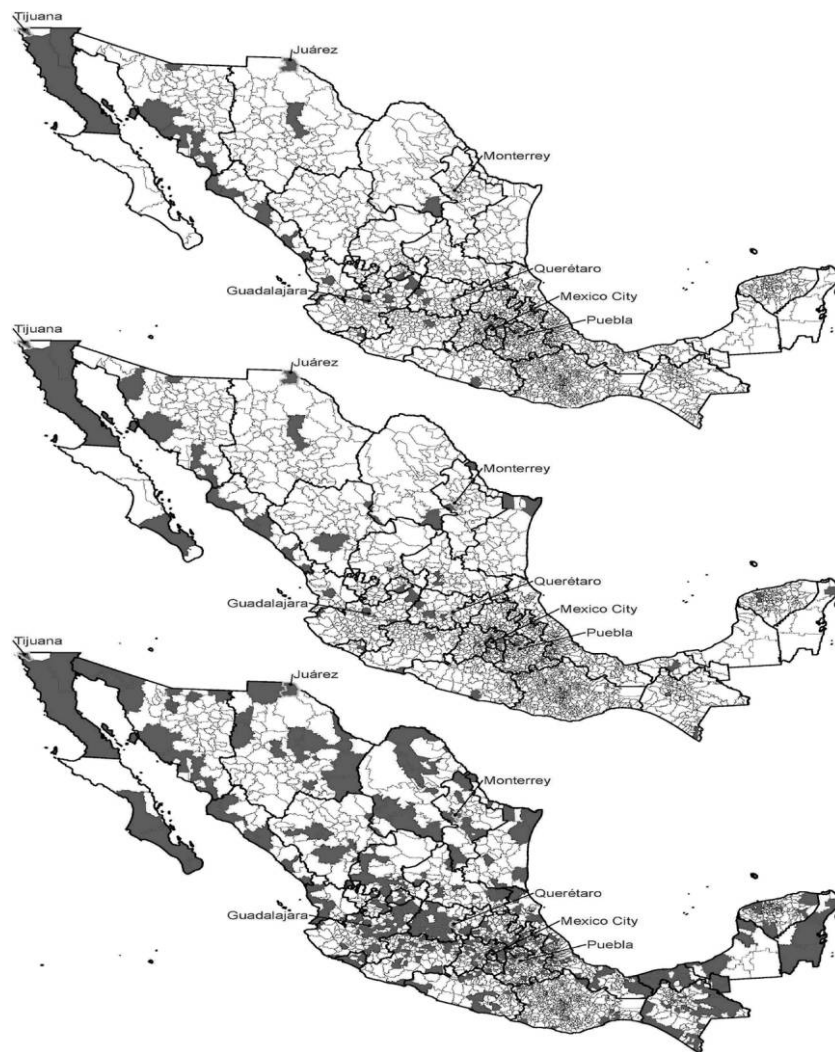 Tijuana
Juárez
Monterrey
Querétaro
Guadalajara
Mexico City
Puebla
Tijuana
Juárez
Monterrey
Querétaro
Guadalajara
Mexico City
Puebla
Tijuana
Juárez
Monterrey
Querétaro
Guadalajara
Mexico City
Puebla